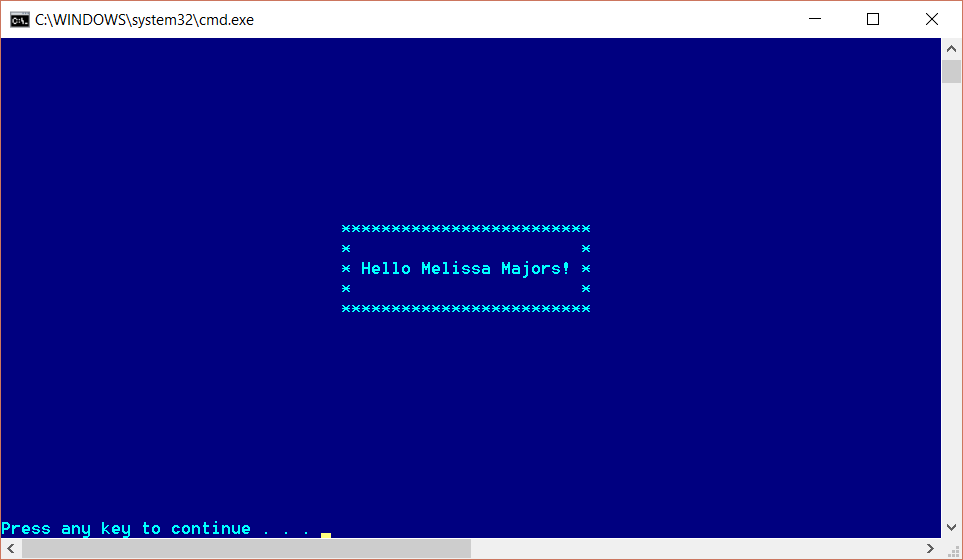 C:\WINDOWS\system32\cmd.exe
*************************
*                       *
* Hello Melissa Majors! *
*                       *
*************************
Press any key to continue . . .